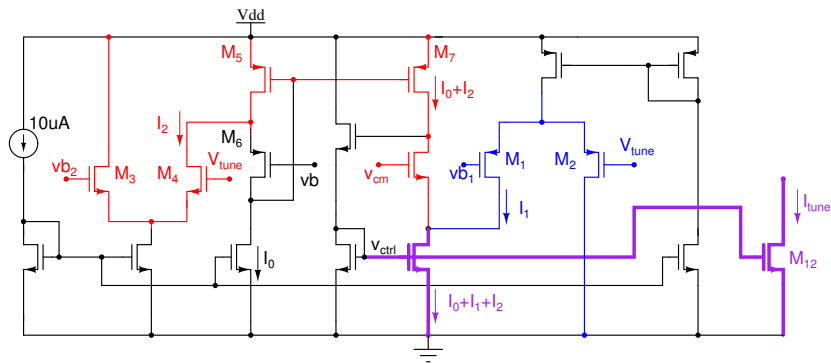 Vdd
M5
M7
I0+I2
10uA
I2
M6
vb2
M3
M4
Vtune
vb
vcm
vb1
M1
M2
Vtune
I1
Itune
vctrl
I0
M12
I0+I1+I2